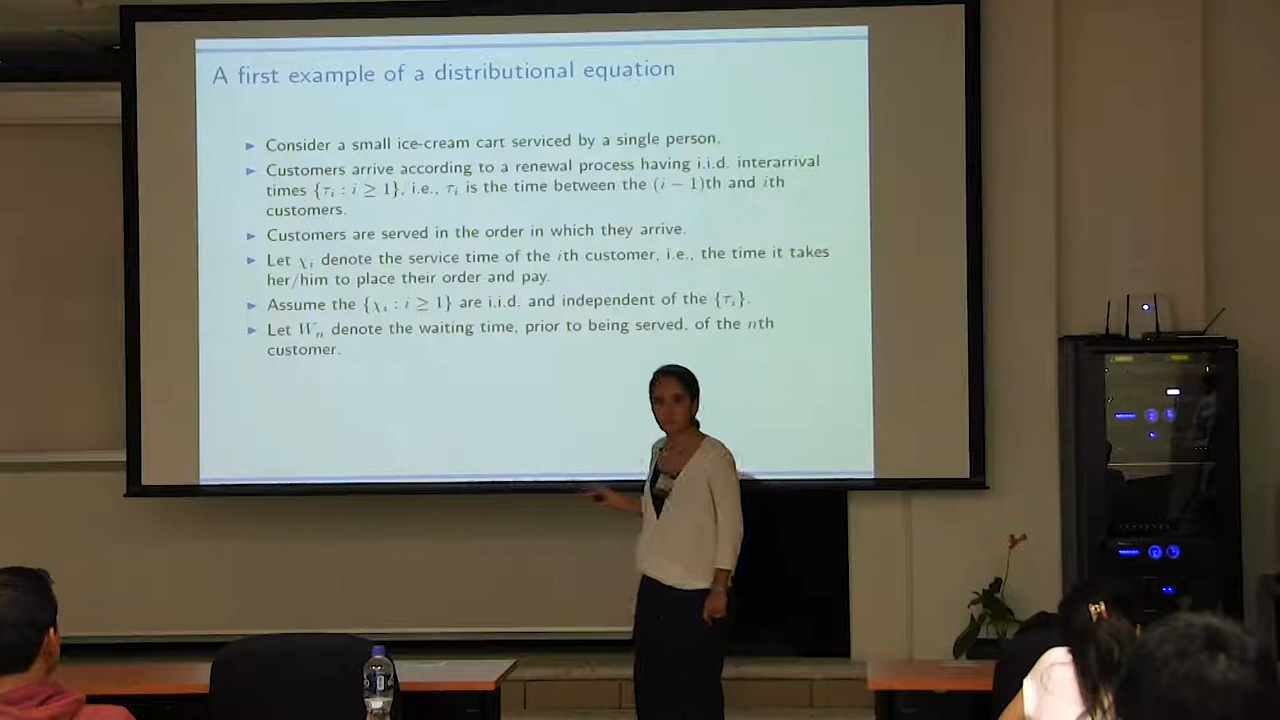 A first example of a distributional equation
▶ Consider a small ice-cream cart serviced by a single person.
▶ Customers arrive according to a renewal process having i.i.d. interarrival
times {τᵢ : i ≥ 1}, i.e., τᵢ is the time between the (i − 1)th and ith
customers.
▶ Customers are served in the order in which they arrive.
▶ Let χᵢ denote the service time of the ith customer, i.e., the time it takes
her/him to place their order and pay.
▶ Assume the {χᵢ : i ≥ 1} are i.i.d. and independent of the {τᵢ}.
▶ Let Wₙ denote the waiting time, prior to being served, of the nth
customer.